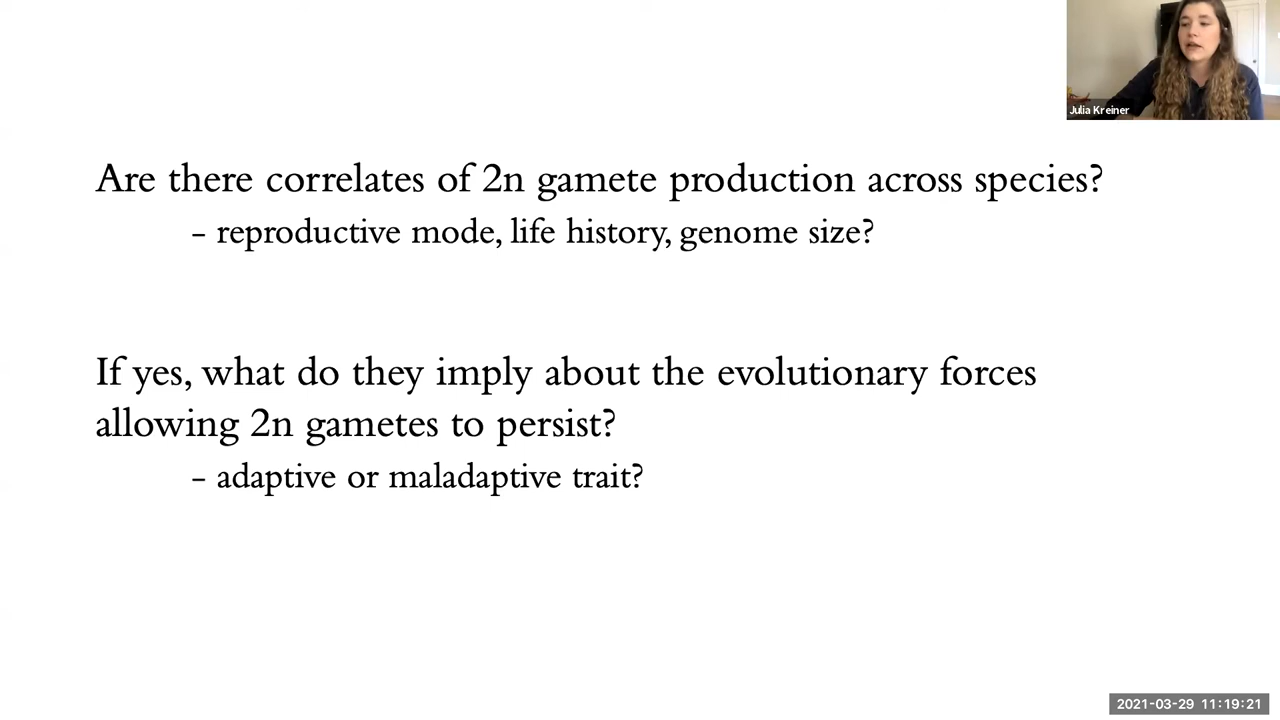 Julia Kreiner
Are there correlates of 2n gamete production across species?
– reproductive mode, life history, genome size?
If yes, what do they imply about the evolutionary forces
allowing 2n gametes to persist?
– adaptive or maladaptive trait?
2021-03-29 11:19:21